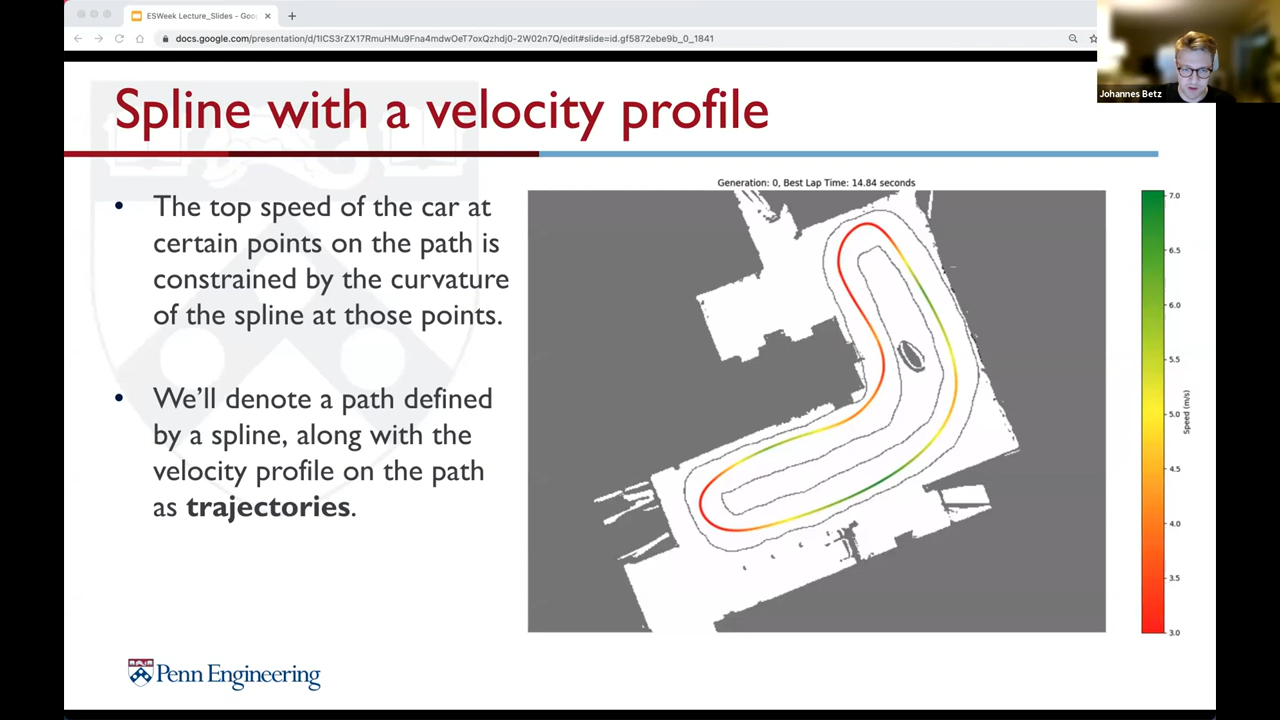 ESWeek Lecture_Slides - Goo
docs.google.com/presentation/d/1ICS3rZX17RmuHMu9Fna4mdwOeT7oxQzhdj0-2W02n7Q/edit#slide=id.gf5872ebe9b_0_1841
Johannes Betz
Spline with a velocity profile
• The top speed of the car at
certain points on the path is
constrained by the curvature
of the spline at those points.
• We'll denote a path defined
by a spline, along with the
velocity profile on the path
as trajectories.
Generation: 0, Best Lap Time: 14.84 seconds
7.0
6.5
6.0
5.5
5.0
4.5
4.0
3.5
3.0
Speed (m/s)
Penn Engineering